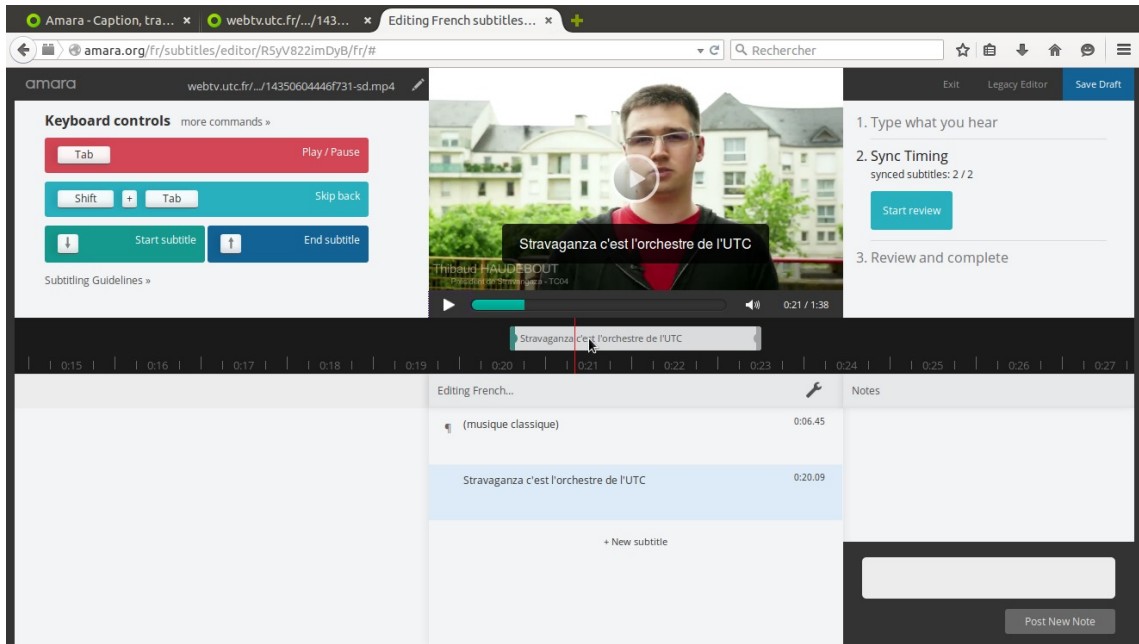 Amara - Caption, tra... ×
webtv.utc.fr/.../143... ×
Editing French subtitles... ×
amara.org/fr/subtitles/editor/R5yV822imDyB/fr/#
Rechercher
amara
webtv.utc.fr/.../14350604446f731-sd.mp4
Exit
Legacy Editor
Save Draft
Keyboard controls more commands »
Tab Play / Pause
Shift + Tab Skip back
Start subtitle
End subtitle
Subtitling Guidelines »
Stravaganza c'est l'orchestre de l'UTC
Thibaud HAUDEBOUT
Président de Stravaganza - TC04
0:21 / 1:38
1. Type what you hear
2. Sync Timing
synced subtitles: 2 / 2
Start review
3. Review and complete
Stravaganza c'est l'orchestre de l'UTC
0:15 0:16 0:17 0:18 0:19 0:20 0:21 0:22 0:23 0:24 0:25 0:26 0:27
Editing French...
Notes
¶ (musique classique) 0:06.45
Stravaganza c'est l'orchestre de l'UTC 0:20.09
+ New subtitle
Post New Note